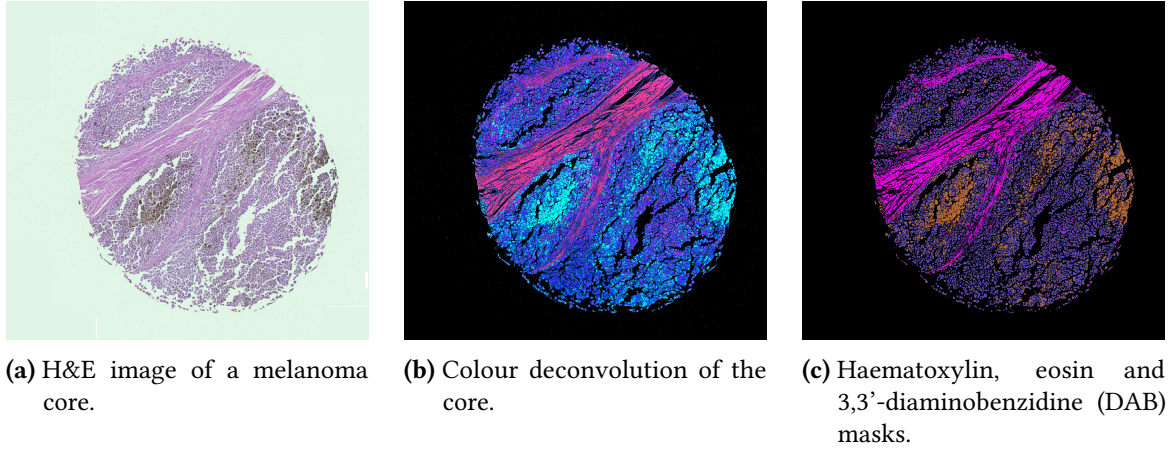 (a) H&E image of a melanoma
core.
(b) Colour deconvolution of the
core.
(c) Haematoxylin, eosin and
3,3’-diaminobenzidine (DAB)
masks.